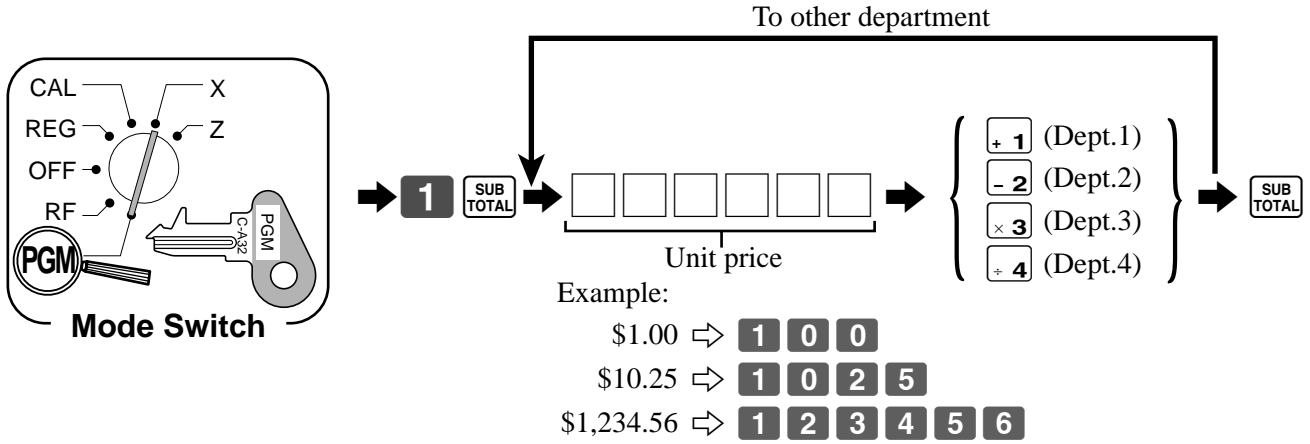 To other department
CAL X
REG Z
OFF
RF
PGM
PGM
C-A32
Mode Switch
1 SUB TOTAL
Unit price
+ 1 (Dept.1)
- 2 (Dept.2)
× 3 (Dept.3)
÷ 4 (Dept.4)
SUB TOTAL
Example:
$1.00 ⇨ 1 0 0
$10.25 ⇨ 1 0 2 5
$1,234.56 ⇨ 1 2 3 4 5 6